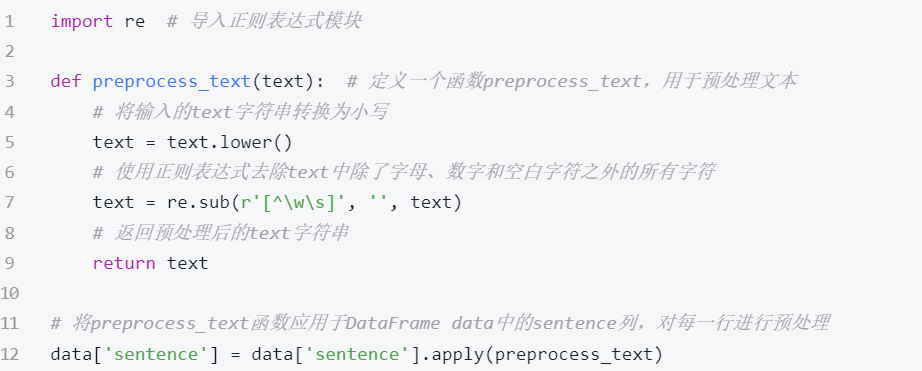 1 import re  # 导入正则表达式模块
2
3 def preprocess_text(text):  # 定义一个函数preprocess_text，用于预处理文本
4     # 将输入的text字符串转换为小写
5     text = text.lower()
6     # 使用正则表达式去除text中除了字母、数字和空白字符之外的所有字符
7     text = re.sub(r'[^\w\s]', '', text)
8     # 返回预处理后的text字符串
9     return text
10
11 # 将preprocess_text函数应用于DataFrame data中的sentence列，对每一行进行预处理
12 data['sentence'] = data['sentence'].apply(preprocess_text)